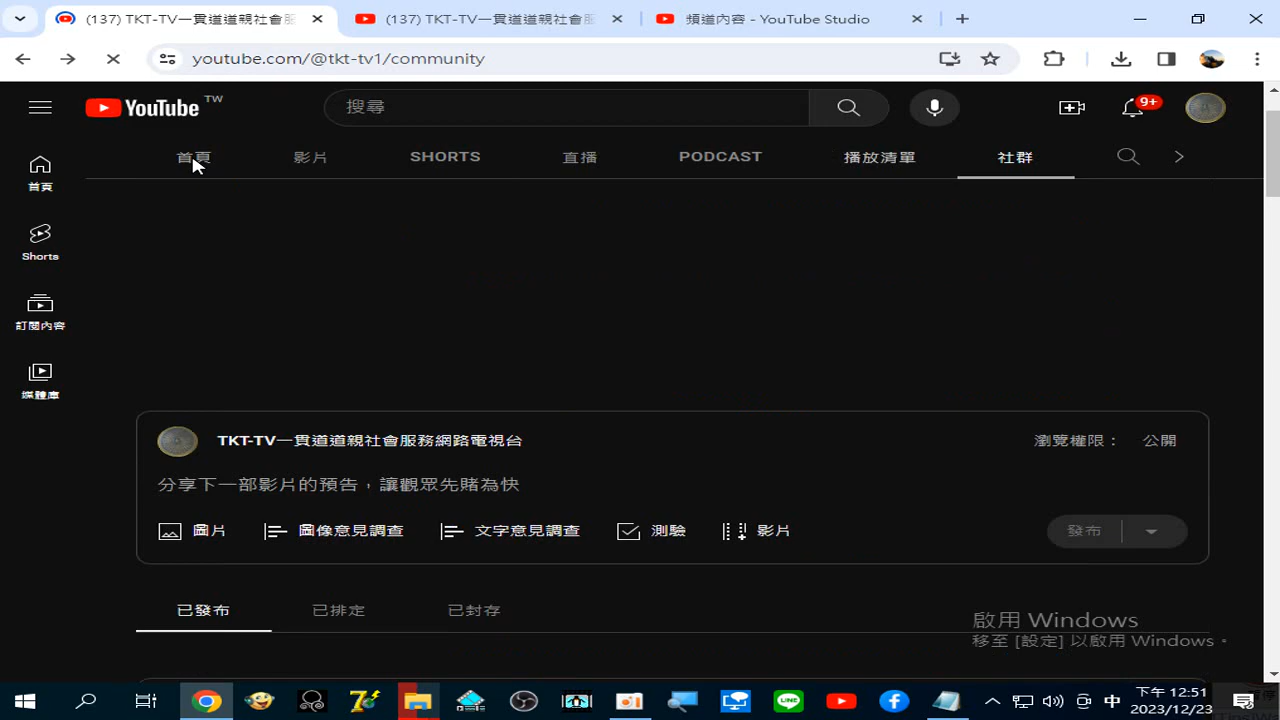 (137) TKT-TV一貫道道親社會服
(137) TKT-TV一貫道道親社會服
頻道內容 - YouTube Studio
youtube.com/@tkt-tv1/community
YouTube TW
搜尋
9+
首頁
影片
SHORTS
直播
PODCAST
播放清單
社群
首頁
Shorts
訂閱內容
媒體庫
TKT-TV一貫道道親社會服務網路電視台
瀏覽權限： 公開
分享下一部影片的預告，讓觀眾先賭為快
圖片
圖像意見調查
文字意見調查
測驗
影片
發布
已發布
已排定
已封存
啟用 Windows
移至 [設定] 以啟用 Windows。
中
下午 12:51
2023/12/23